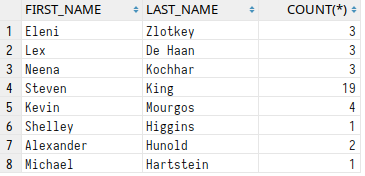 FIRST_NAME LAST_NAME COUNT(*)
1 Eleni Zlotkey 3
2 Lex De Haan 3
3 Neena Kochhar 3
4 Steven King 19
5 Kevin Mourgos 4
6 Shelley Higgins 1
7 Alexander Hunold 2
8 Michael Hartstein 1